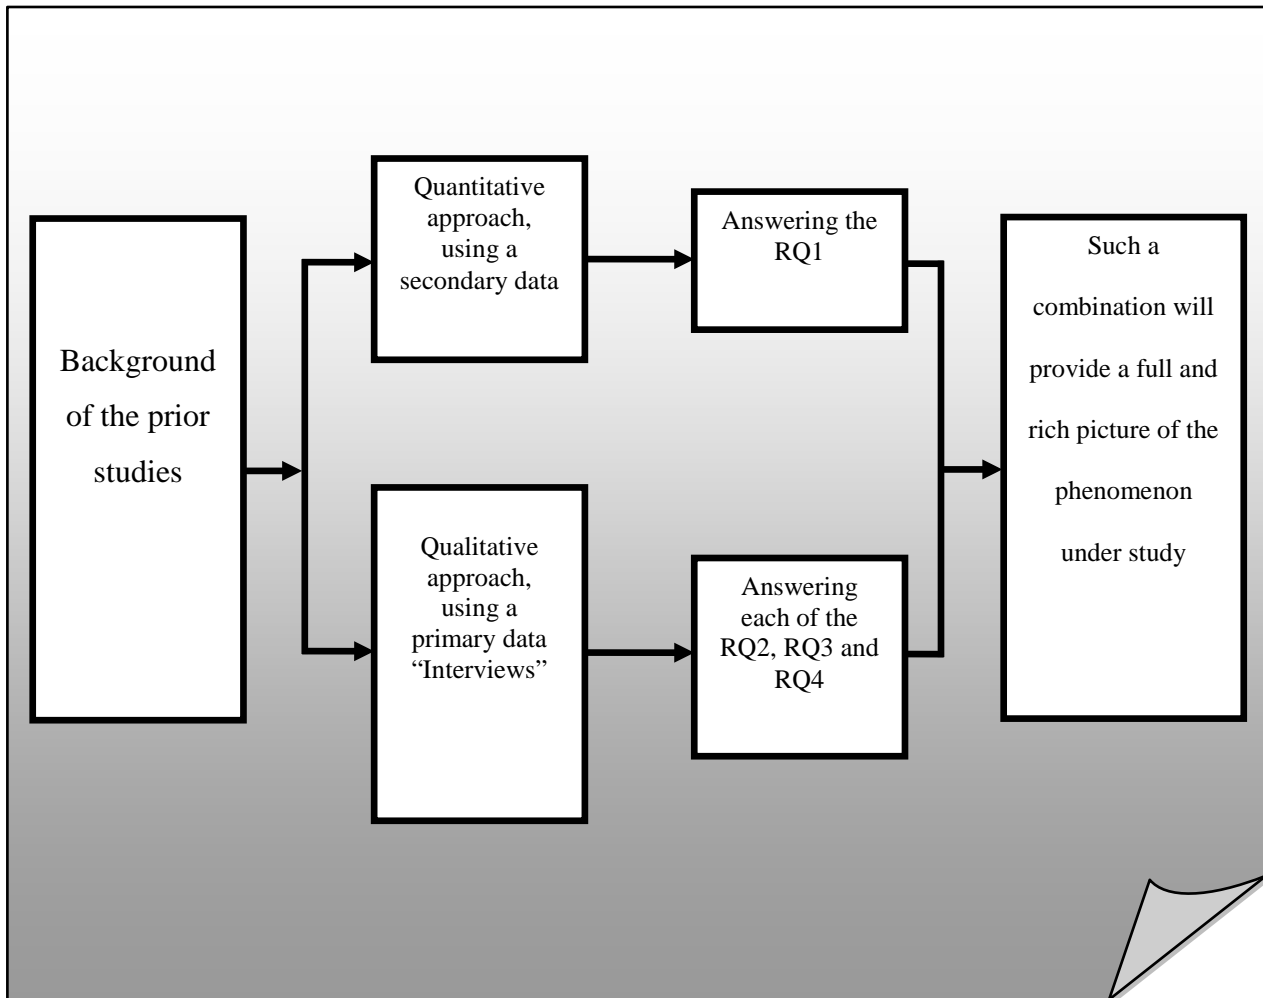 Background
of the prior
studies
Quantitative
approach,
using a
secondary data
Answering the
RQ1
Qualitative
approach,
using a
primary data
“Interviews”
Answering
each of the
RQ2, RQ3 and
RQ4
Such a
combination will
provide a full and
rich picture of the
phenomenon
under study